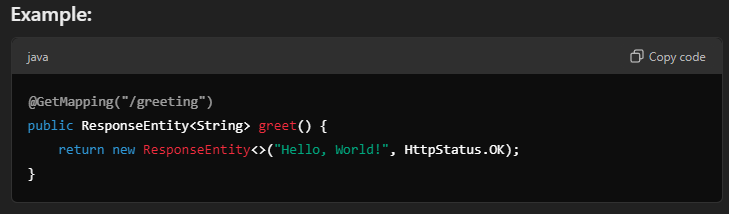 Example:
java
Copy code
@GetMapping("/greeting")
public ResponseEntity<String> greet() {
    return new ResponseEntity<>("Hello, World!", HttpStatus.OK);
}